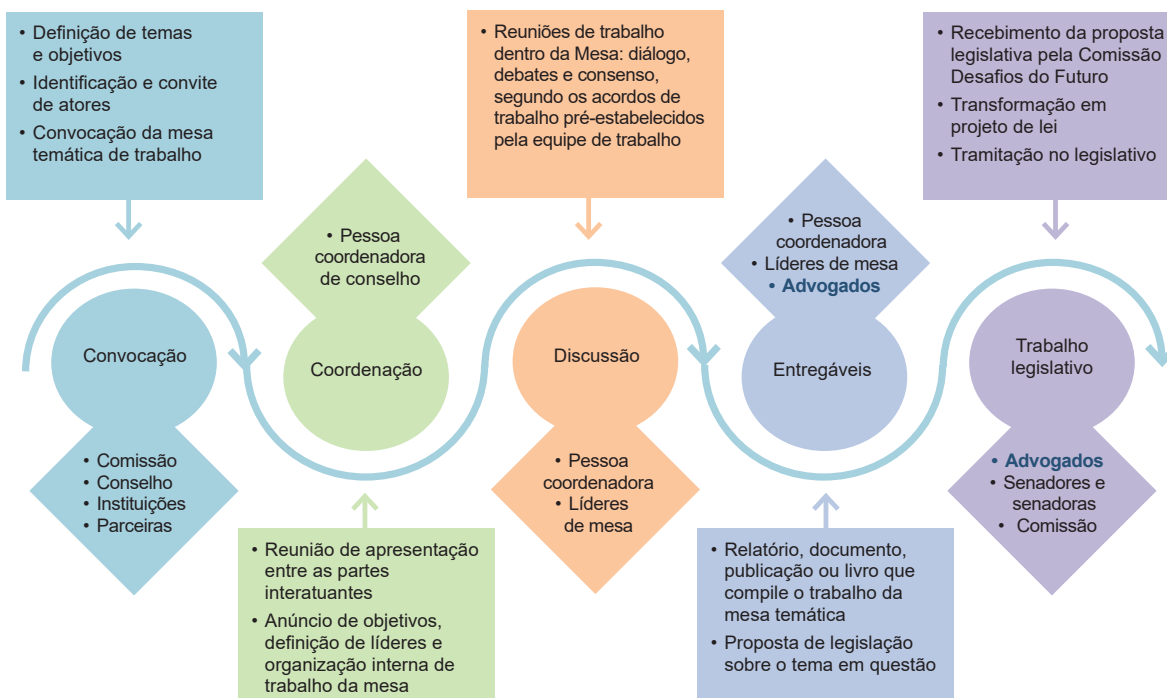 • Definição de temas
e objetivos
• Identificação e convite
de atores
• Convocação da mesa
temática de trabalho
Convocação
• Comissão
• Conselho
• Instituições
• Parceiras
• Pessoa
coordenadora
de conselho
Coordenação
• Reunião de apresentação
entre as partes
interatuantes
• Anúncio de objetivos,
definição de líderes e
organização interna de
trabalho da mesa
• Reuniões de trabalho
dentro da Mesa: diálogo,
debates e consenso,
segundo os acordos de
trabalho pré-estabelecidos
pela equipe de trabalho
Discussão
• Pessoa
coordenadora
• Líderes
de mesa
• Pessoa
coordenadora
• Líderes de mesa
• Advogados
Entregáveis
• Relatório, documento,
publicação ou livro que
compile o trabalho da
mesa temática
• Proposta de legislação
sobre o tema em questão
• Recebimento da proposta
legislativa pela Comissão
Desafios do Futuro
• Transformação em
projeto de lei
• Tramitação no legislativo
Trabalho
legislativo
• Advogados
• Senadores e
senadoras
• Comissão